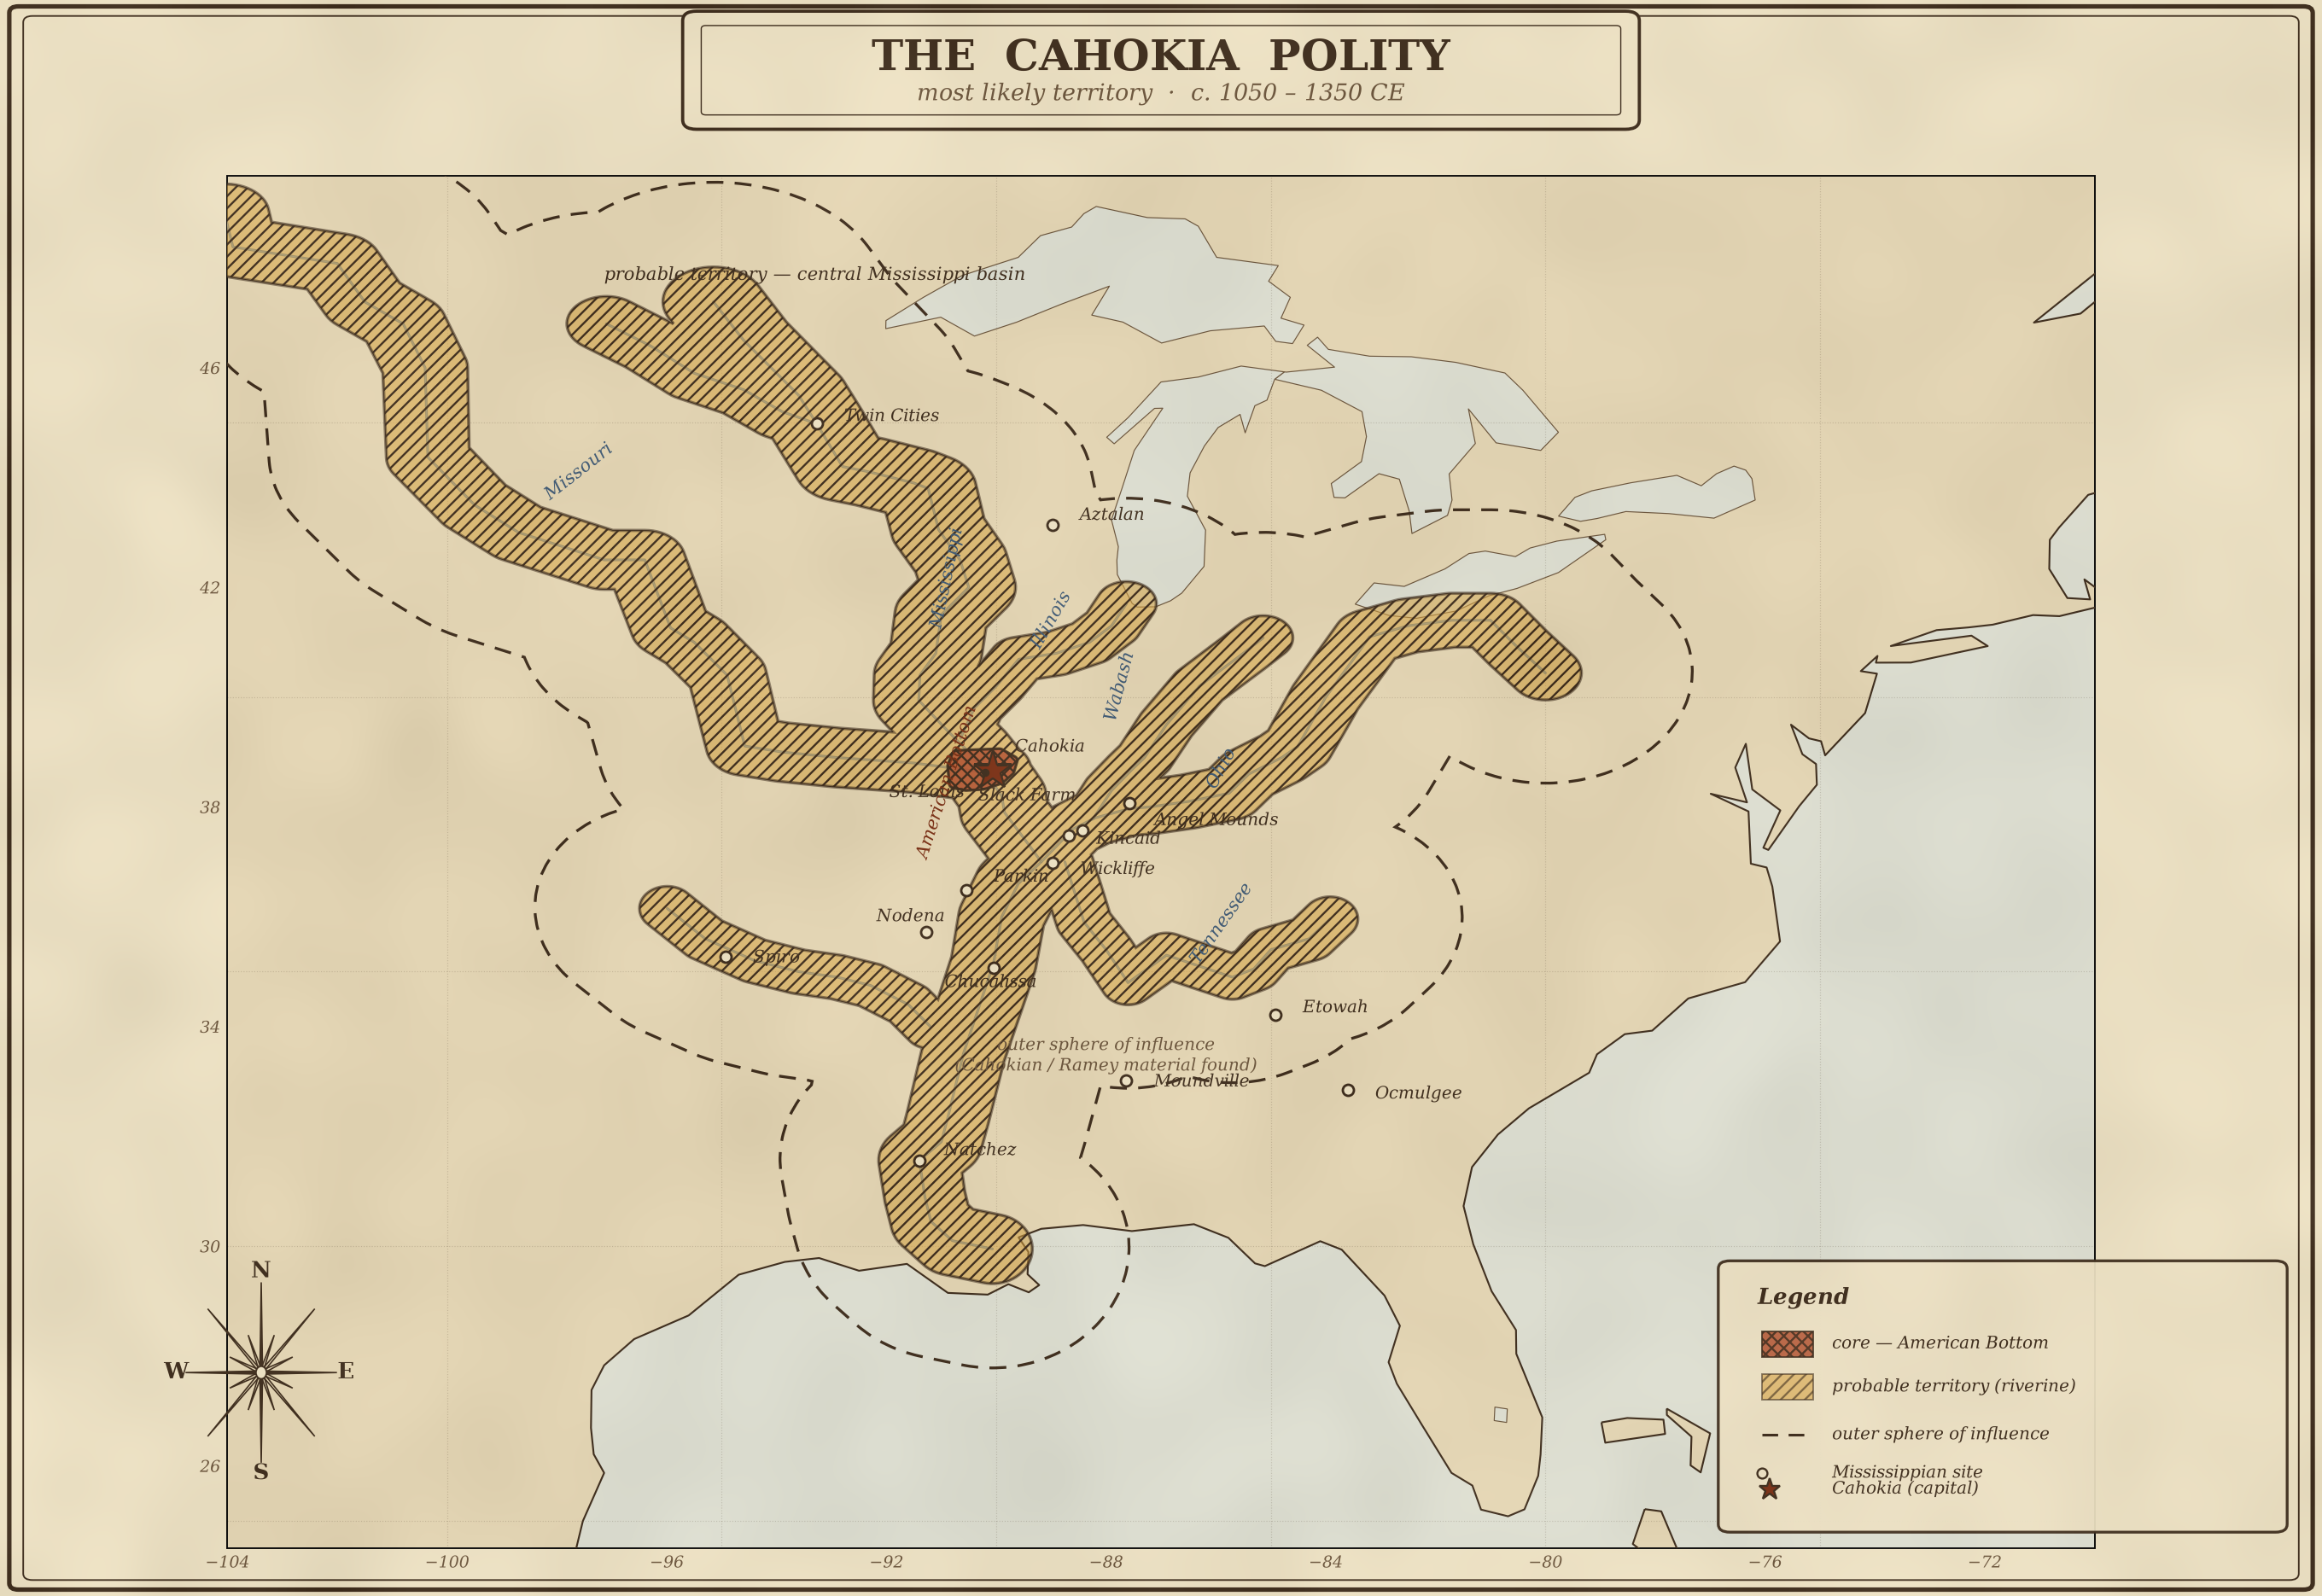 THE CAHOKIA POLITY
most likely territory · c. 1050 – 1350 CE
probable territory — central Mississippi basin
46
Twin Cities
Missouri
Aztalan
Mississippi
42
Illinois
Wabash
American Bottom
Cahokia
Ohio
St. Louis
Slack Farm
38
Angel Mounds
Kincaid
Wickliffe
Parkin
Tennessee
Nodena
Spiro
Chucalissa
Etowah
34
outer sphere of influence
(Cahokian / Ramey material found)
Moundville
Ocmulgee
Natchez
30
N
W
E
S
26
Legend
core — American Bottom
probable territory (riverine)
outer sphere of influence
Mississippian site
Cahokia (capital)
−104
−100
−96
−92
−88
−84
−80
−76
−72